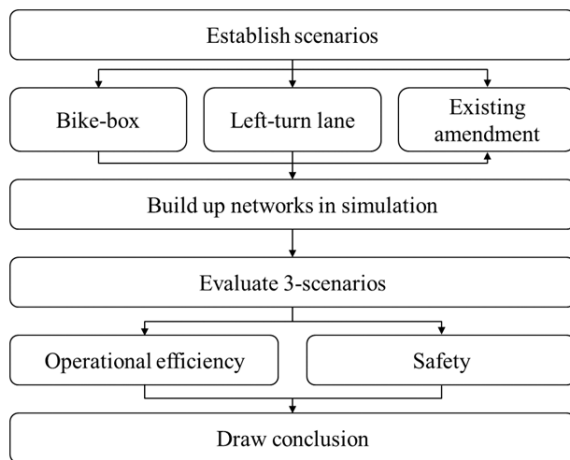 Establish scenarios
Bike-box
Left-turn lane
Existing
amendment
Build up networks in simulation
Evaluate 3-scenarios
Operational efficiency
Safety
Draw conclusion